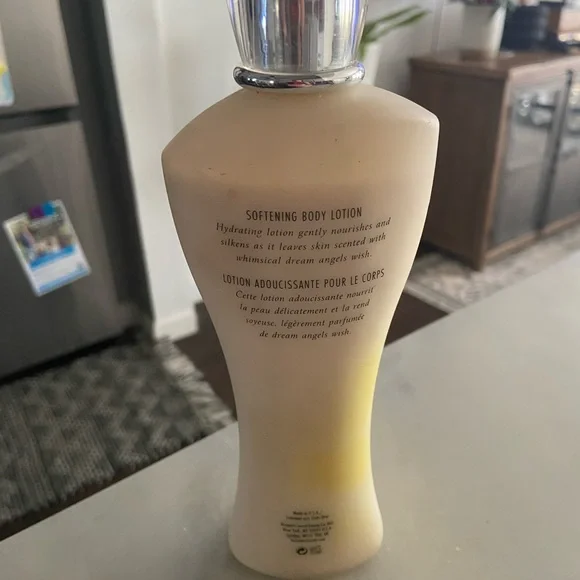 SOFTENING BODY LOTION
Hydrating lotion gently nourishes and
silkens as it leaves skin scented with
whimsical dream angels wish.
LOTION ADOUCISSANTE POUR LE CORPS
Cette lotion adoucissante nourrit
la peau délicatement et la rend
soyeuse, légèrement parfumée
de dream angels wish.